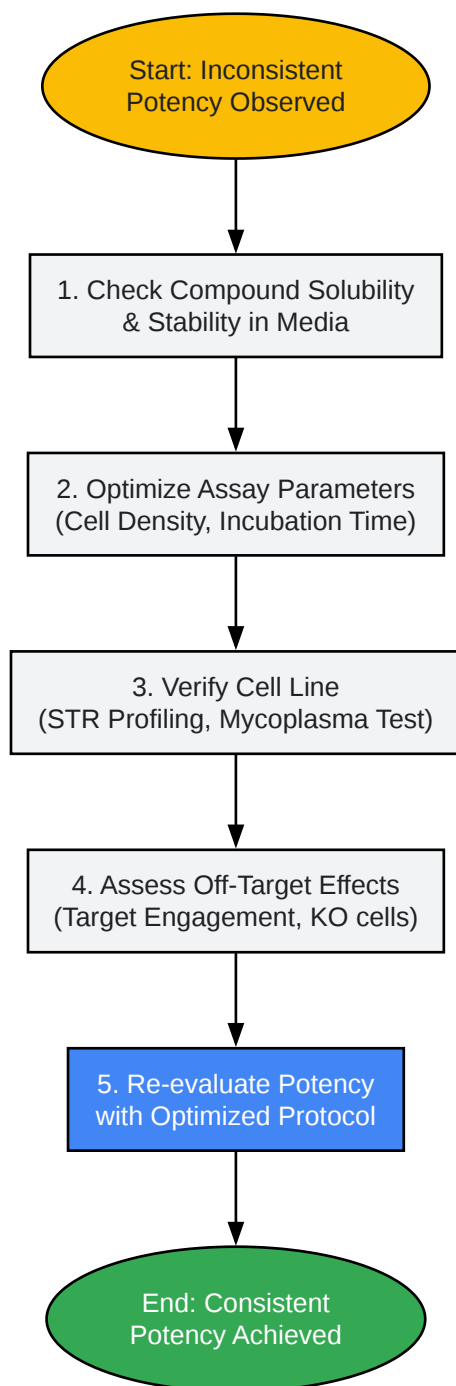 Start: Inconsistent
Potency Observed
1. Check Compound Solubility
& Stability in Media
2. Optimize Assay Parameters
(Cell Density, Incubation Time)
3. Verify Cell Line
(STR Profiling, Mycoplasma Test)
4. Assess Off-Target Effects
(Target Engagement, KO cells)
5. Re-evaluate Potency
with Optimized Protocol
End: Consistent
Potency Achieved